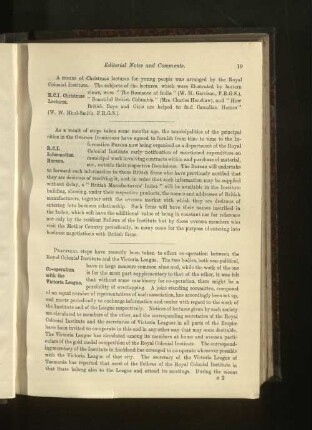 Editorial Notes and Comments. 19
A SERIES of Christmas lectures for young people was arranged by the Royal
Colonial Institute. The subjects of the lectures, which were illustrated by lantern
R.C.I. Christmas Lectures.
views, were "The Romance of India" (W. H. Garrison, F.R.G.S.),
"Beautiful British Columbia" (Mrs. Charles Henshaw), and "How
British Boys and Girls are helped to find Canadian Homes"
(W. W. Hind-Smith, F.R.G.S.).
As a result of steps taken some months ago, the municipalities of the principal
cities in the Oversea Dominions have agreed to furnish from time to time to the
R.C.I. Information Bureau.
Information Bureau now being organised as a department of the Royal
Colonial Institute early notification of associated expenditure on
municipal work involving contracts within and purchase of material,
etc., outside their respective Dominions. The Bureau will undertake
to forward such information to those British firms who have previously notified that
they are desirous of receiving it, and, in order that such information may be supplied
without delay, a "British Manufacturers' Index" will be available in the Institute
building, showing, under their respective products, the names and addresses of British
manufacturers, together with the oversea market with which they are desirous of
entering into business relationship. Such firms will have their names inscribed in
the Index, which will have the additional value of being in constant use for reference
not only by the resident Fellows of the Institute but by those oversea members who
visit the Mother Country periodically, in many cases for the purpose of entering into
business negotiations with British firms.
PRACTICAL steps have recently been taken to effect co-operation between the
Royal Colonial Institute and the Victoria League. The two bodies, both non-political,
Co-operation with the Victoria League.
have in large measure common aims and, while the work of the one
is for the most part supplementary to that of the other, it was felt
that without some machinery for co-operation, there might be a
possibility of overlapping. A joint standing committee, composed
of an equal number of representatives of each association, has accordingly been set up,
and meets periodically to exchange information and confer with regard to the work of
the Institute and of the League respectively. Notices of lectures given by each society
are circulated to members of the other, and the corresponding secretaries of the Royal
Colonial Institute and the secretaries of Victoria Leagues in all parts of the Empire
have been invited to co-operate to this end in any other way that may seem desirable.
The Victoria League has circulated among its members at home and oversea particulars
of the gold medal competition of the Royal Colonial Institute. The corresponding
secretary of the Institute in Auckland has arranged to co-operate wherever possible
with the Victoria League of that city. The secretary of the Victoria League of
Tasmania has reported that most of the Fellows of the Royal Colonial Institute in
that State belong also to the League and attend its meetings. During the recent
C 2